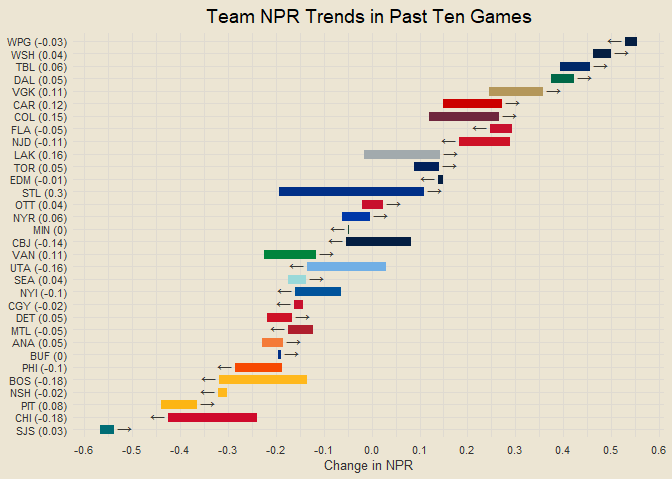 Team NPR Trends in Past Ten Games
WPG (-0.03)
WSH (0.04)
TBL (0.06)
DAL (0.05)
VGK (0.11)
CAR (0.12)
COL (0.15)
FLA (-0.05)
NJD (-0.11)
LAK (0.16)
TOR (0.05)
EDM (-0.01)
STL (0.3)
OTT (0.04)
NYR (0.06)
MIN (0)
CBJ (-0.14)
VAN (0.11)
UTA (-0.16)
SEA (0.04)
NYI (-0.1)
CGY (-0.02)
DET (0.05)
MTL (-0.05)
ANA (0.05)
BUF (0)
PHI (-0.1)
BOS (-0.18)
NSH (-0.02)
PIT (0.08)
CHI (-0.18)
SJS (0.03)
-0.6 -0.5 -0.4 -0.3 -0.2 -0.1 0.0 0.1 0.2 0.3 0.4 0.5 0.6
Change in NPR